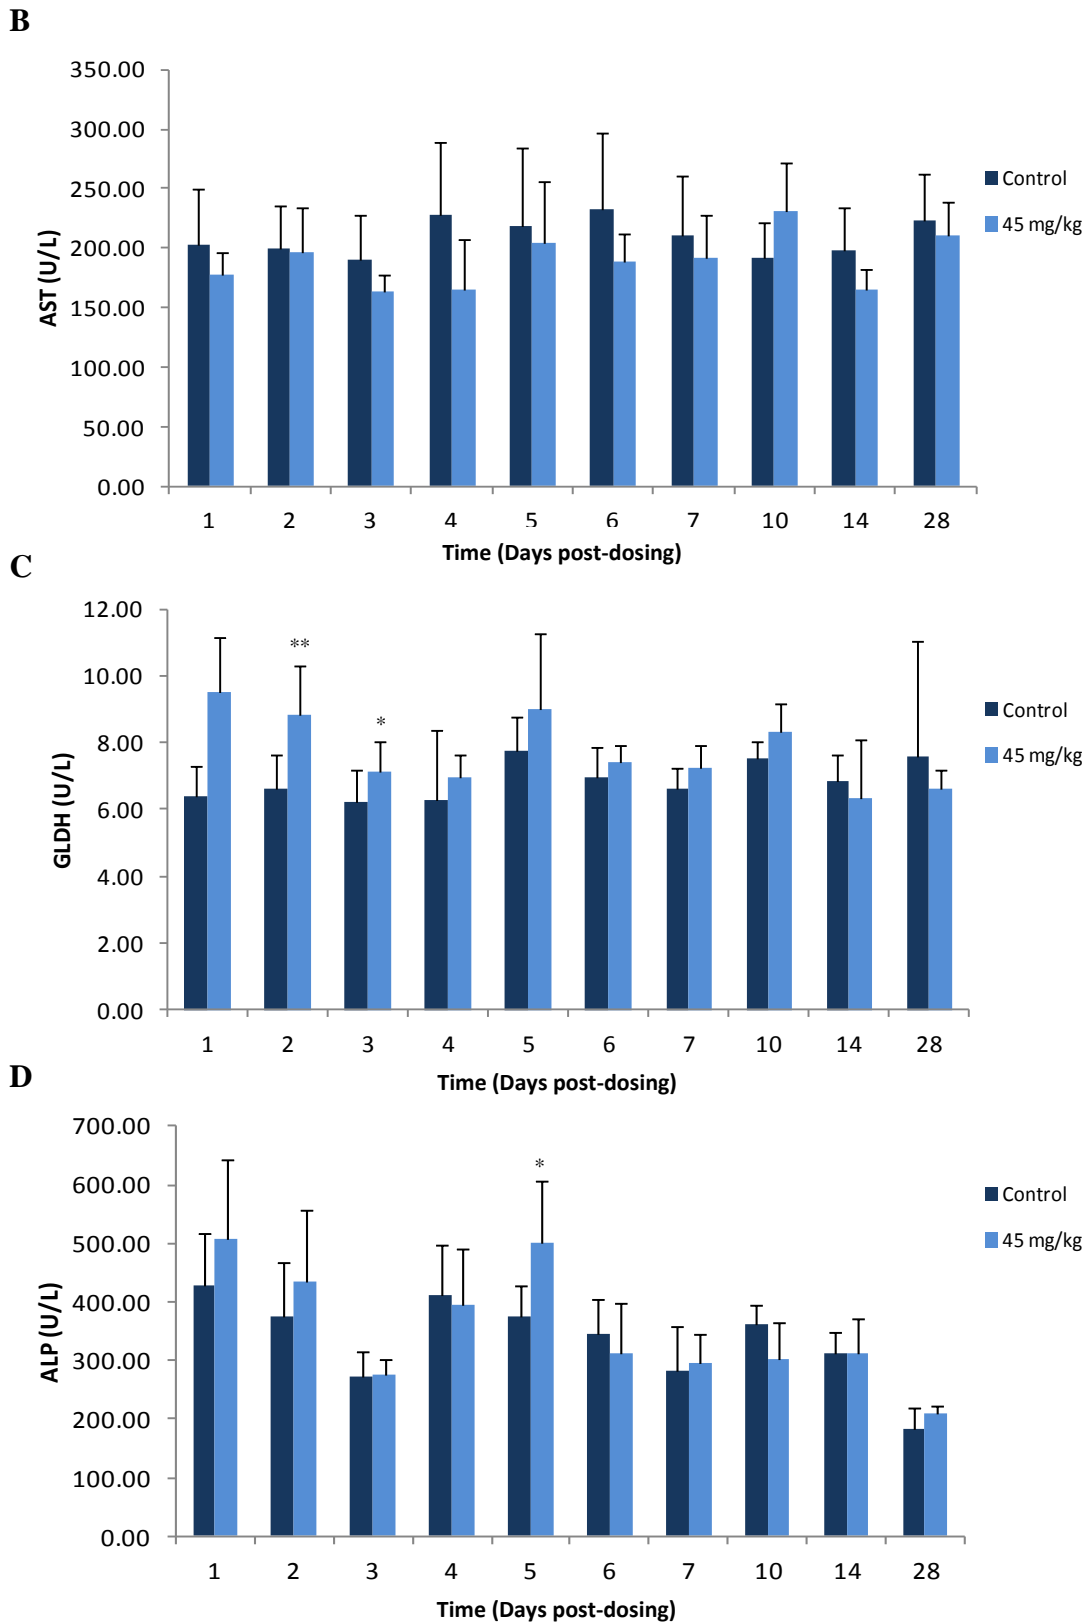 B
350.00
300.00
250.00
200.00
150.00
100.00
50.00
0.00
AST (U/L)
1 2 3 4 5 6 7 10 14 28
Time (Days post-dosing)
Control
45 mg/kg
C
12.00
10.00
8.00
6.00
4.00
2.00
0.00
GLDH (U/L)
**
*
1 2 3 4 5 6 7 10 14 28
Time (Days post-dosing)
Control
45 mg/kg
D
700.00
600.00
500.00
400.00
300.00
200.00
100.00
0.00
ALP (U/L)
*
1 2 3 4 5 6 7 10 14 28
Time (Days post-dosing)
Control
45 mg/kg